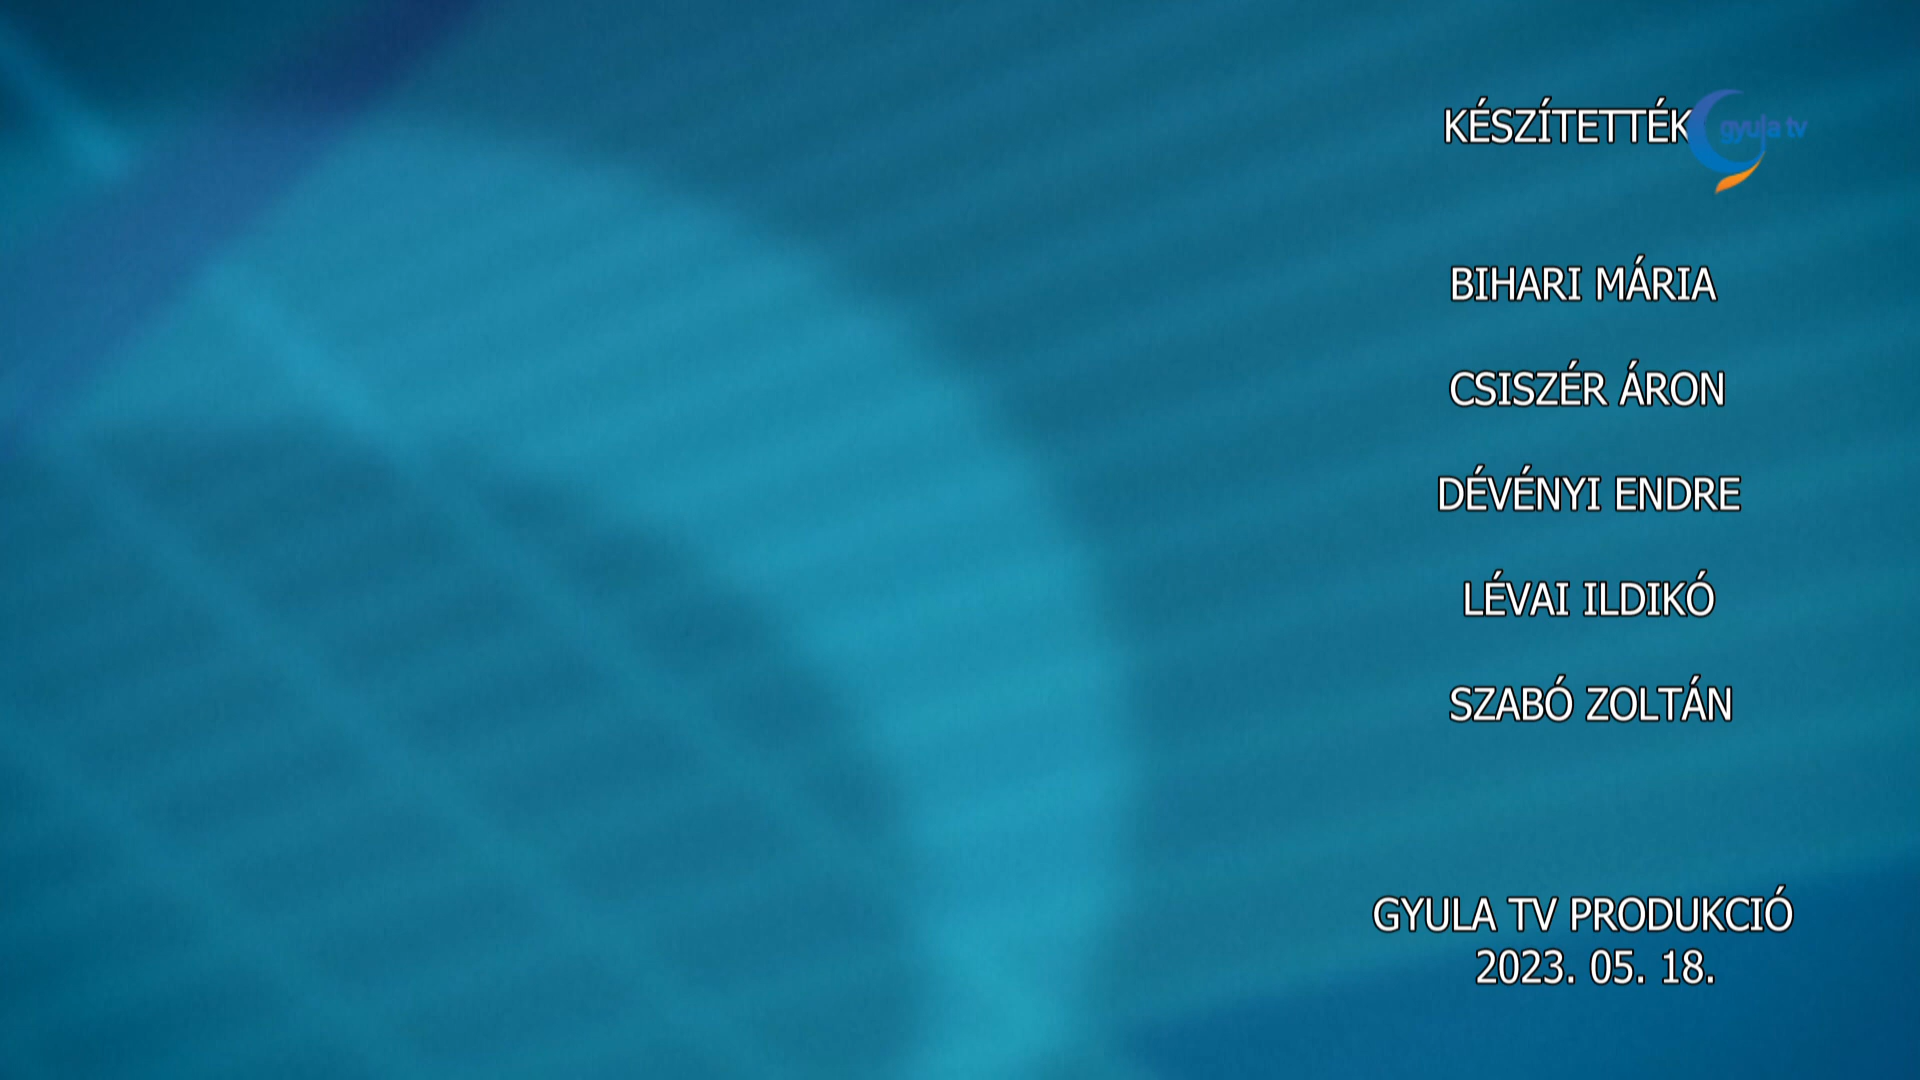 KÉSZÍTETTÉK
gyula tv
BIHARI MÁRIA
CSISZÉR ÁRON
DÉVÉNYI ENDRE
LÉVAI ILDIKÓ
SZABÓ ZOLTÁN
GYULA TV PRODUKCIÓ
2023. 05. 18.